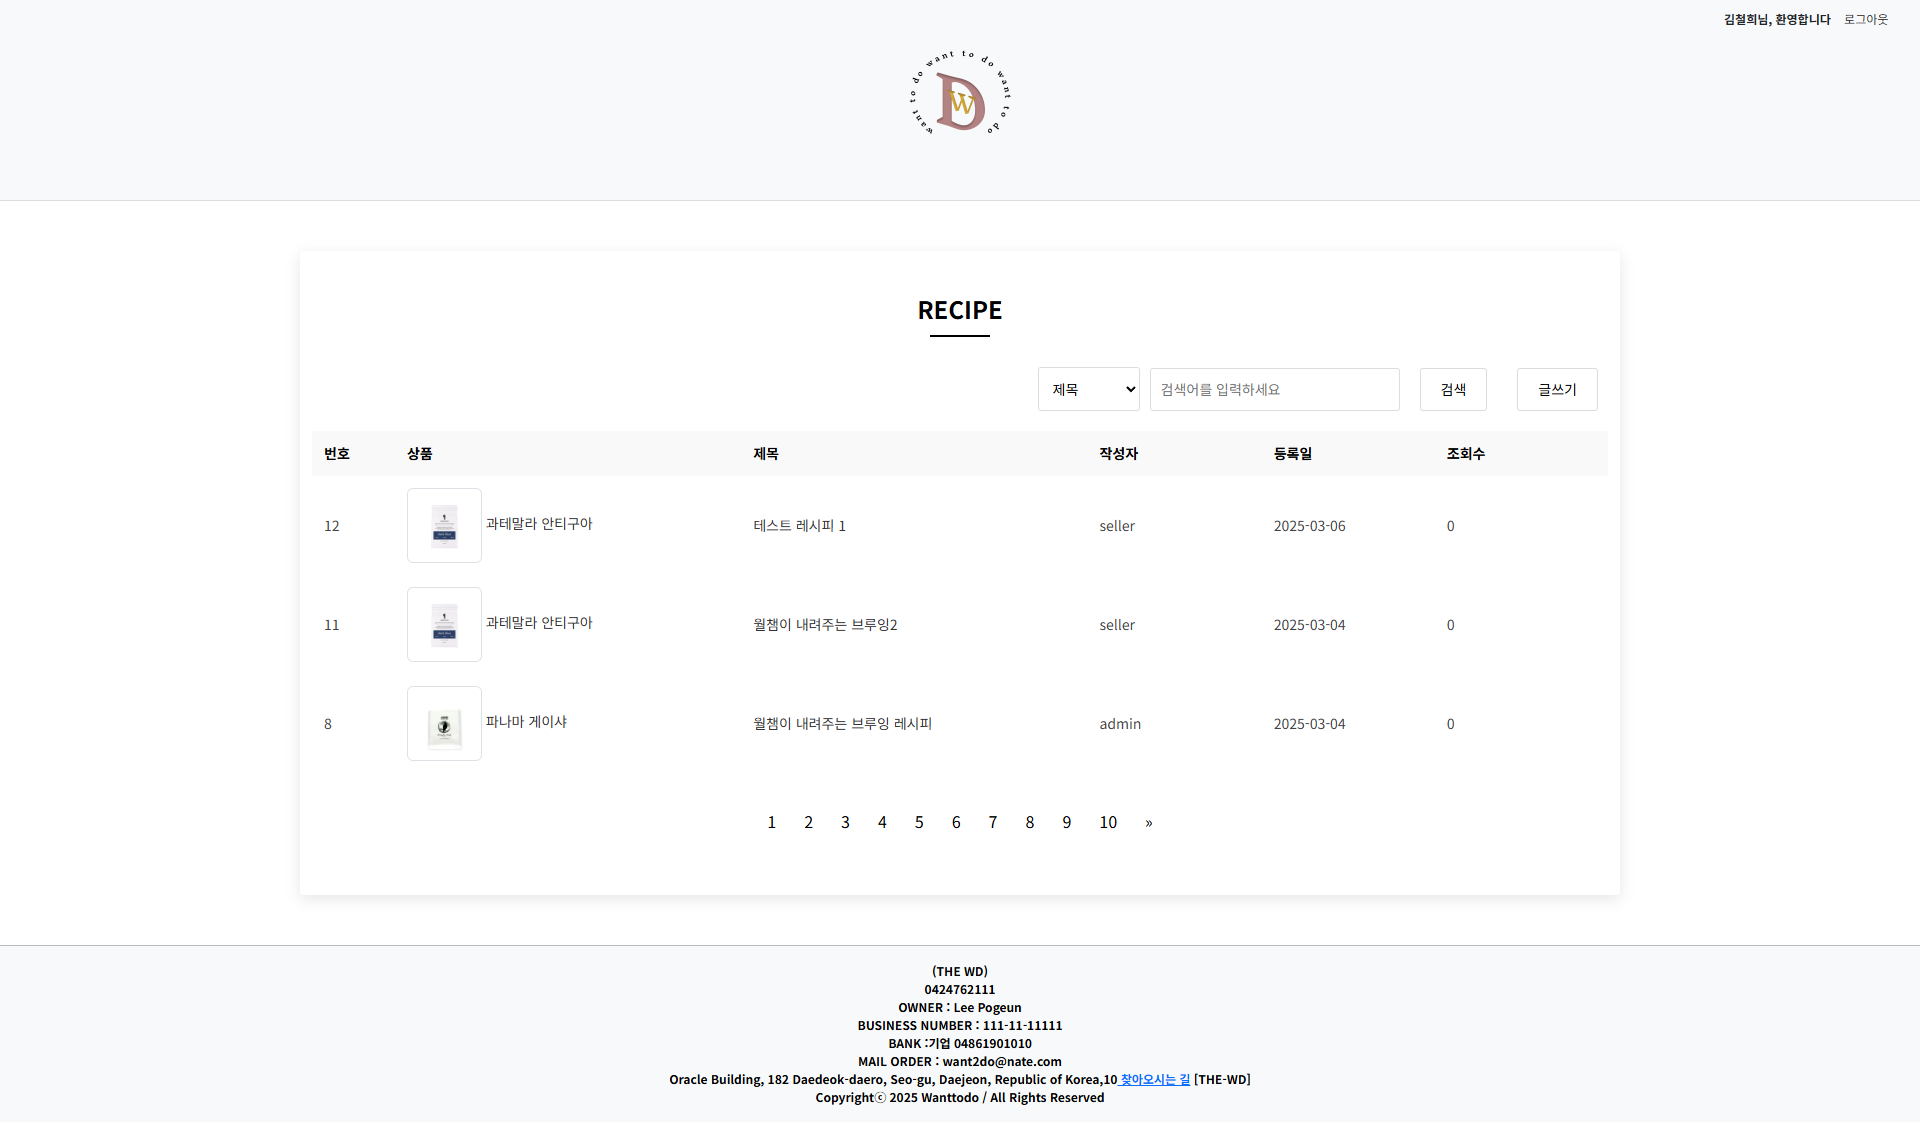 김철희님, 환영합니다 로그아웃
want to do want to do want to do
D
W
RECIPE
제목 검색어를 입력하세요 검색 글쓰기
번호 상품 제목 작성자 등록일 조회수
12 과테말라 안티구아 테스트 레시피 1 seller 2025-03-06 0
11 과테말라 안티구아 월챔이 내려주는 브루잉2 seller 2025-03-04 0
8 파나마 게이샤 월챔이 내려주는 브루잉 레시피 admin 2025-03-04 0
1 2 3 4 5 6 7 8 9 10 »
(THE WD)
0424762111
OWNER : Lee Pogeun
BUSINESS NUMBER : 111-11-11111
BANK :기업 04861901010
MAIL ORDER : want2do@nate.com
Oracle Building, 182 Daedeok-daero, Seo-gu, Daejeon, Republic of Korea,10 찾아오시는 길 [THE-WD]
Copyrightⓒ 2025 Wanttodo / All Rights Reserved